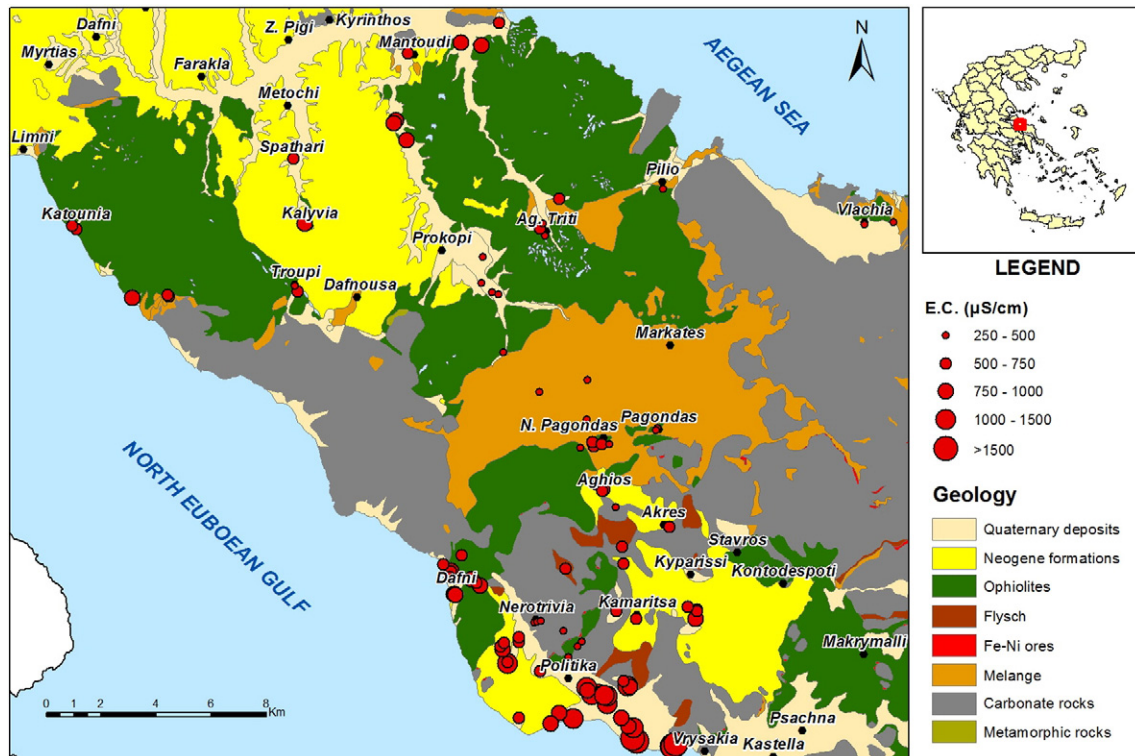 Dafni
Z. Pigi
Kyrinthos
Myrtias
Farakla
Mantoudi
N
AEGEAN SEA
Metochi
Limni
Spathari
Pilio
Katounia
Kalyvia
Ag. Triti
Vlachia
Prokopi
Troupi
Dafnousa
Markates
NORTH EUBOEAN GULF
N. Pagondas
Pagondas
Aghios
Akres
Stavros
Dafni
Kyparissi
Kontodespoti
Nerotrivia
Kamaritsa
Makrymalli
Politika
Psachna
Vrysakia
Kastella
0 1 2 4 6 8
Km
LEGEND
E.C. (µS/cm)
250 - 500
500 - 750
750 - 1000
1000 - 1500
>1500
Geology
Quaternary deposits
Neogene formations
Ophiolites
Flysch
Fe-Ni ores
Melange
Carbonate rocks
Metamorphic rocks